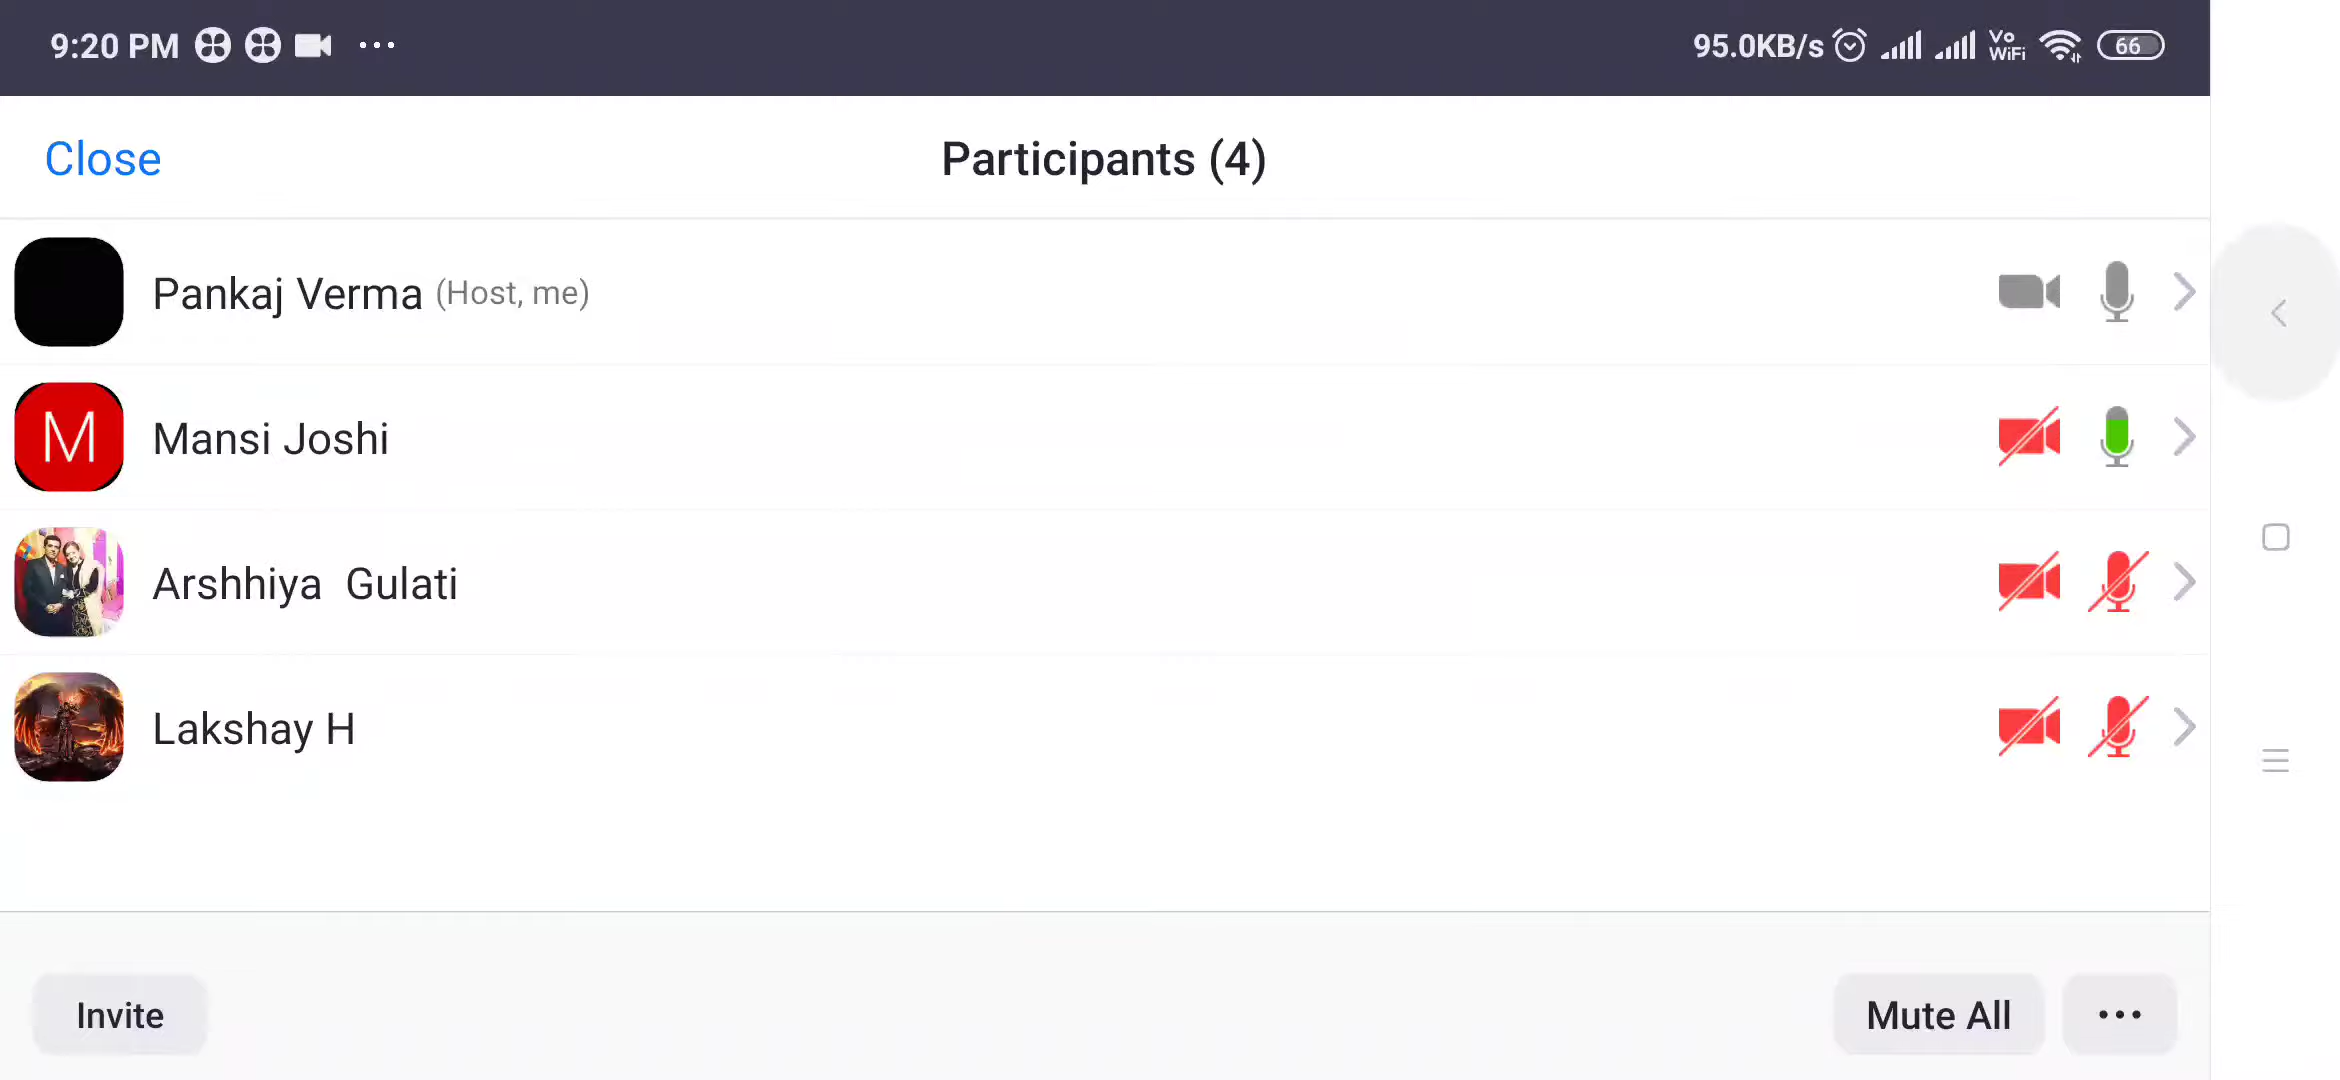 9:20 PM 95.0KB/s Vo WiFi 66
Close Participants (4)
Pankaj Verma (Host, me)
M Mansi Joshi
Arshhiya Gulati
Lakshay H
Invite Mute All